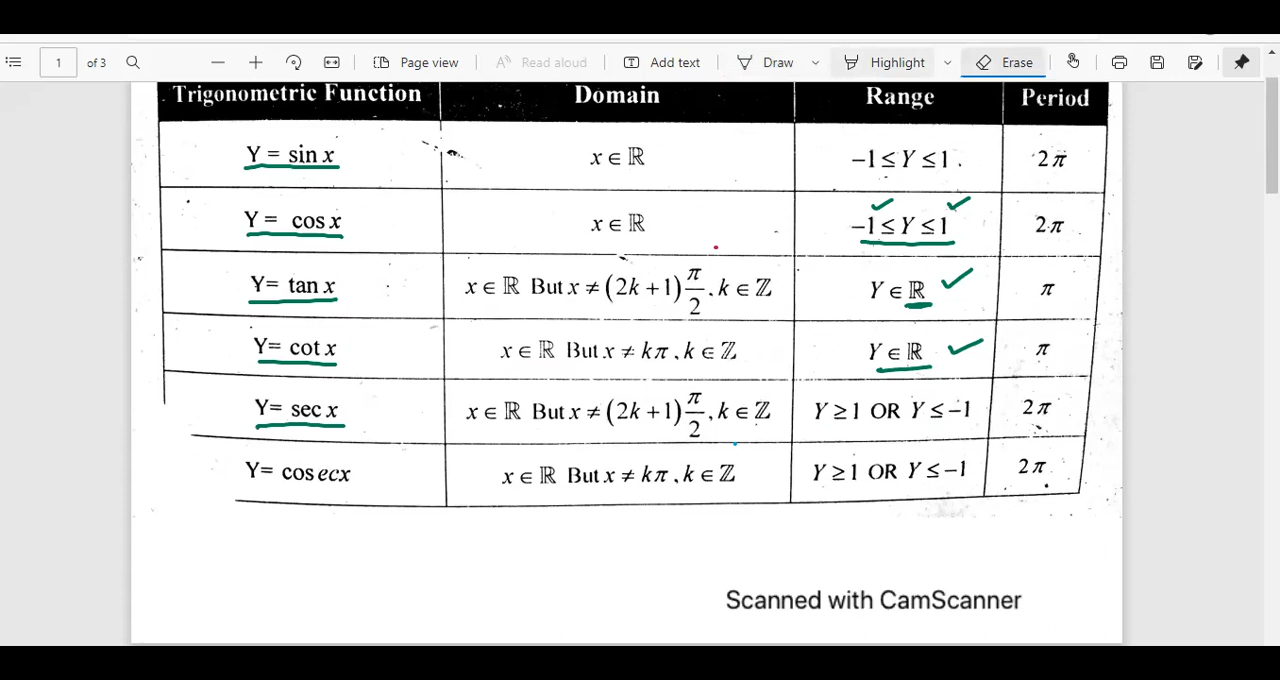 1 of 3 Page view Read aloud Add text Draw Highlight Erase
Trigonometric Function Domain Range Period
Y = sin x x ∈ ℝ −1 ≤ Y ≤ 1 . 2π
Y = cos x x ∈ ℝ −1 ≤ Y ≤ 1 2π
Y= tan x x ∈ ℝ But x ≠ (2k + 1) π/2 , k ∈ ℤ Y ∈ ℝ π
Y= cot x x ∈ ℝ But x ≠ kπ , k ∈ ℤ Y ∈ ℝ π
Y= sec x x ∈ ℝ But x ≠ (2k + 1) π/2 , k ∈ ℤ Y ≥ 1 OR Y ≤ −1 2π
Y= cosecx x ∈ ℝ But x ≠ kπ , k ∈ ℤ Y ≥ 1 OR Y ≤ −1 2π
Scanned with CamScanner